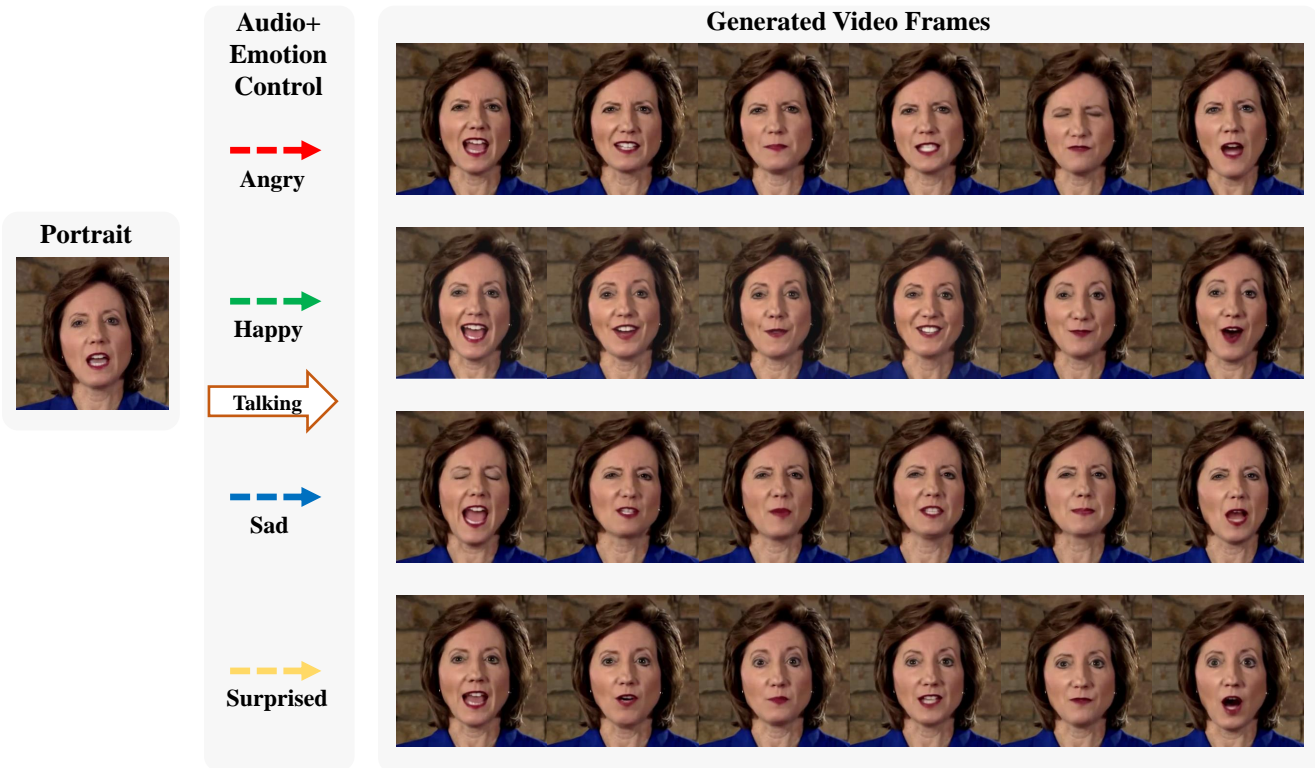 Audio+
Emotion
Control
Generated Video Frames
Angry
Portrait
Happy
Talking
Sad
Surprised